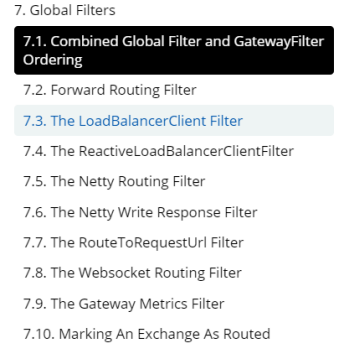 7. Global Filters
7.1. Combined Global Filter and GatewayFilter
Ordering
7.2. Forward Routing Filter
7.3. The LoadBalancerClient Filter
7.4. The ReactiveLoadBalancerClientFilter
7.5. The Netty Routing Filter
7.6. The Netty Write Response Filter
7.7. The RouteToRequestUrl Filter
7.8. The Websocket Routing Filter
7.9. The Gateway Metrics Filter
7.10. Marking An Exchange As Routed